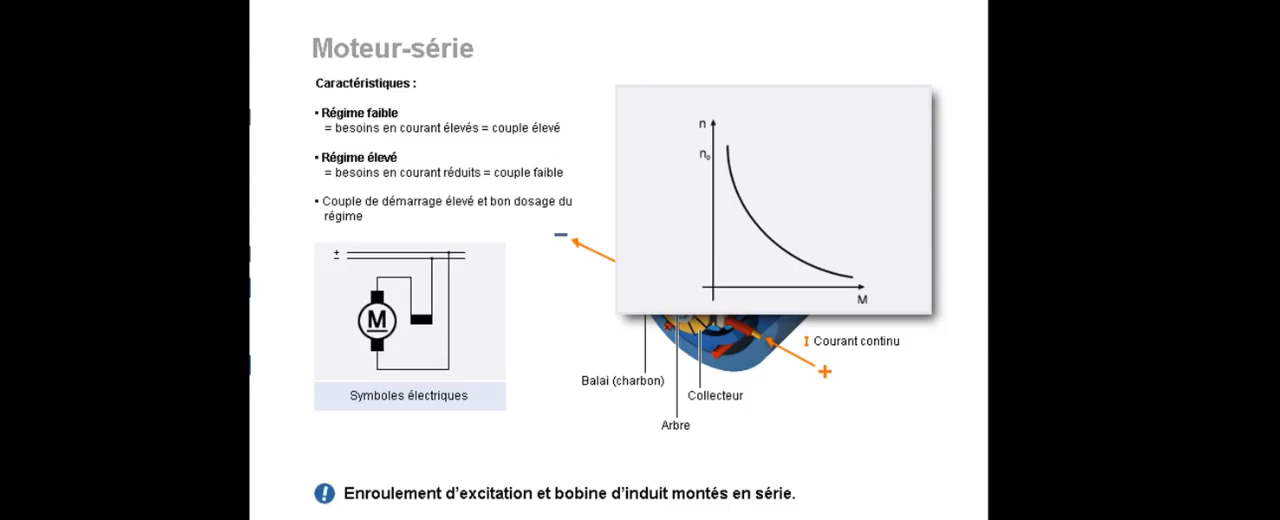 Moteur-série
Caractéristiques :
▪ Régime faible
= besoins en courant élevés = couple élevé
▪ Régime élevé
= besoins en courant réduits = couple faible
▪ Couple de démarrage élevé et bon dosage du
régime
n
n₀
M
–
+
–
M
Symboles électriques
I Courant continu
+
Balai (charbon)
Collecteur
Arbre
! Enroulement d'excitation et bobine d'induit montés en série.